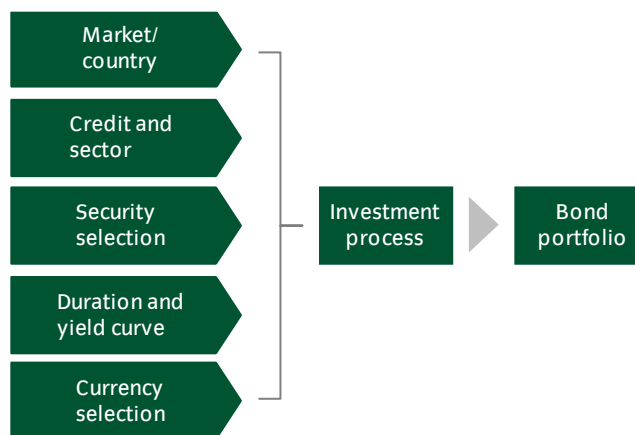 Market/
country
Credit and
sector
Security
selection
Duration and
yield curve
Currency
selection
Investment
process
Bond
portfolio